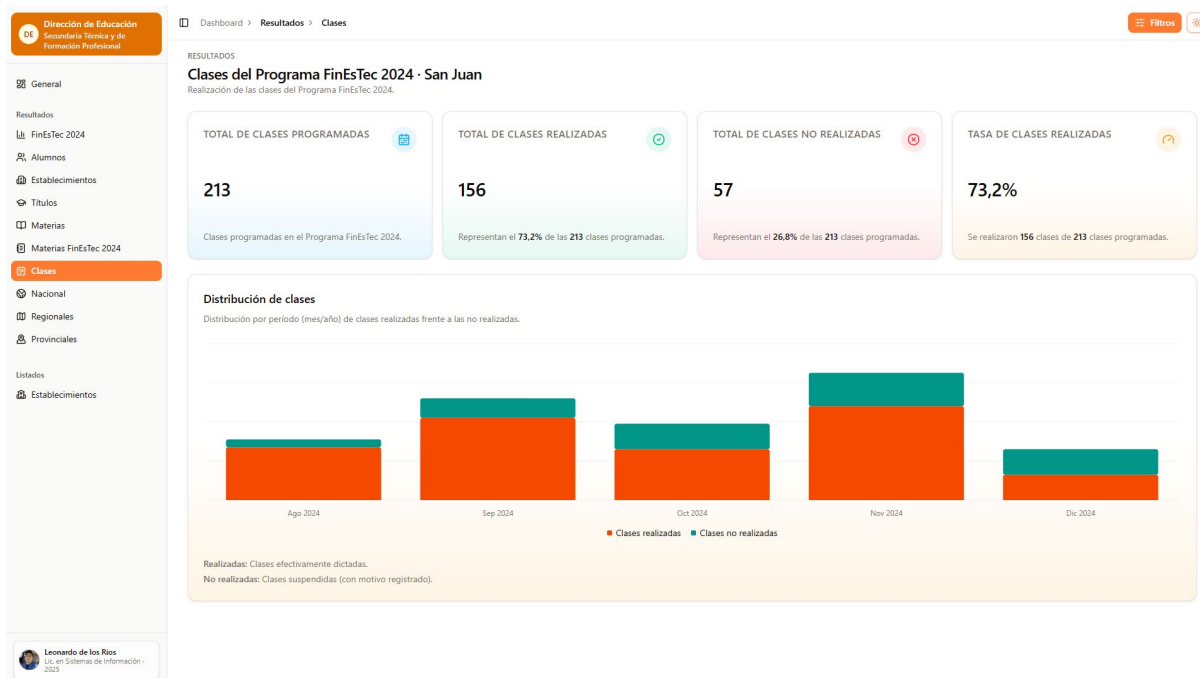 DE
Dirección de Educación
Secundaria Técnica y de
Formación Profesional
General
Resultados
FinEsTec 2024
Alumnos
Establecimientos
Títulos
Materias
Materias FinEsTec 2024
Clases
Nacional
Regionales
Provinciales
Listados
Establecimientos
Leonardo de los Rios
Lic. en Sistemas de Información -
2025
Dashboard > Resultados > Clases
Filtros
RESULTADOS
Clases del Programa FinEsTec 2024 · San Juan
Realización de las clases del Programa FinEsTec 2024.
TOTAL DE CLASES PROGRAMADAS
213
Clases programadas en el Programa FinEsTec 2024.
TOTAL DE CLASES REALIZADAS
156
Representan el 73,2% de las 213 clases programadas.
TOTAL DE CLASES NO REALIZADAS
57
Representan el 26,8% de las 213 clases programadas.
TASA DE CLASES REALIZADAS
73,2%
Se realizaron 156 clases de 213 clases programadas.
Distribución de clases
Distribución por período (mes/año) de clases realizadas frente a las no realizadas.
Ago 2024 Sep 2024 Oct 2024 Nov 2024 Dic 2024
Clases realizadas Clases no realizadas
Realizadas: Clases efectivamente dictadas.
No realizadas: Clases suspendidas (con motivo registrado).